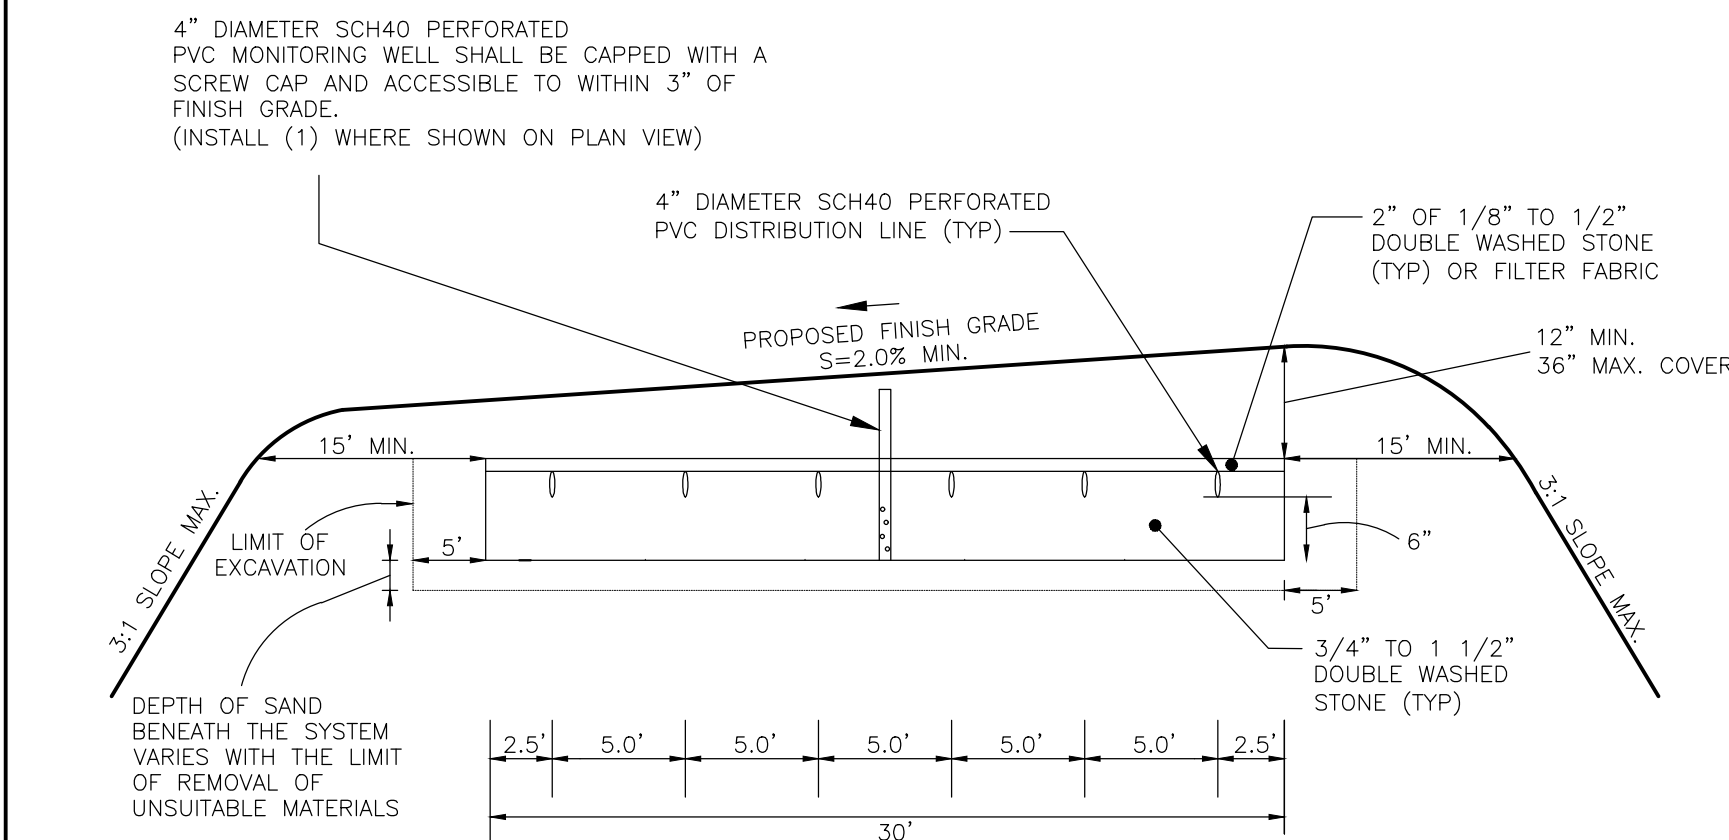 4” DIAMETER SCH40 PERFORATED
PVC MONITORING WELL SHALL BE CAPPED WITH A
SCREW CAP AND ACCESSIBLE TO WITHIN 3” OF
FINISH GRADE.
(INSTALL (1) WHERE SHOWN ON PLAN VIEW)
4” DIAMETER SCH40 PERFORATED
PVC DISTRIBUTION LINE (TYP)
2” OF 1/8” TO 1/2”
DOUBLE WASHED STONE
(TYP) OR FILTER FABRIC
PROPOSED FINISH GRADE
S=2.0% MIN.
12” MIN.
36” MAX. COVER
15’ MIN.
15’ MIN.
3:1 SLOPE MAX.
3:1 SLOPE MAX.
LIMIT OF
EXCAVATION
5’
6”
5’
3/4” TO 1 1/2”
DOUBLE WASHED
STONE (TYP)
DEPTH OF SAND
BENEATH THE SYSTEM
VARIES WITH THE LIMIT
OF REMOVAL OF
UNSUITABLE MATERIALS
2.5’ 5.0’ 5.0’ 5.0’ 5.0’ 5.0’ 2.5’
30’